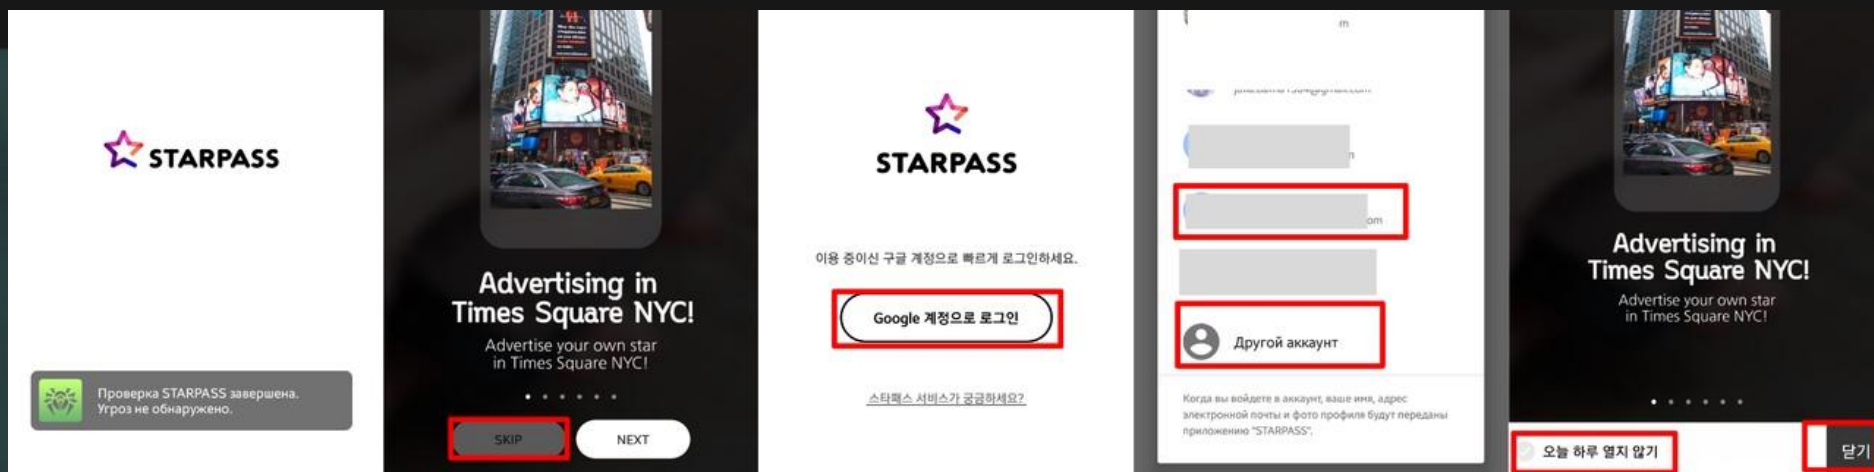 STARPASS
Проверка STARPASS завершена.
Угроз не обнаружено.
Advertising in
Times Square NYC!
Advertise your own star
in Times Square NYC!
SKIP
NEXT
STARPASS
이용 중이신 구글 계정으로 빠르게 로그인하세요.
Google 계정으로 로그인
스타패스 서비스가 궁금하세요?
m
om
Другой аккаунт
Когда вы войдете в аккаунт, ваше имя, адрес
электронной почты и фото профиля будут переданы
приложению "STARPASS".
Advertising in
Times Square NYC!
Advertise your own star
in Times Square NYC!
오늘 하루 열지 않기
닫기